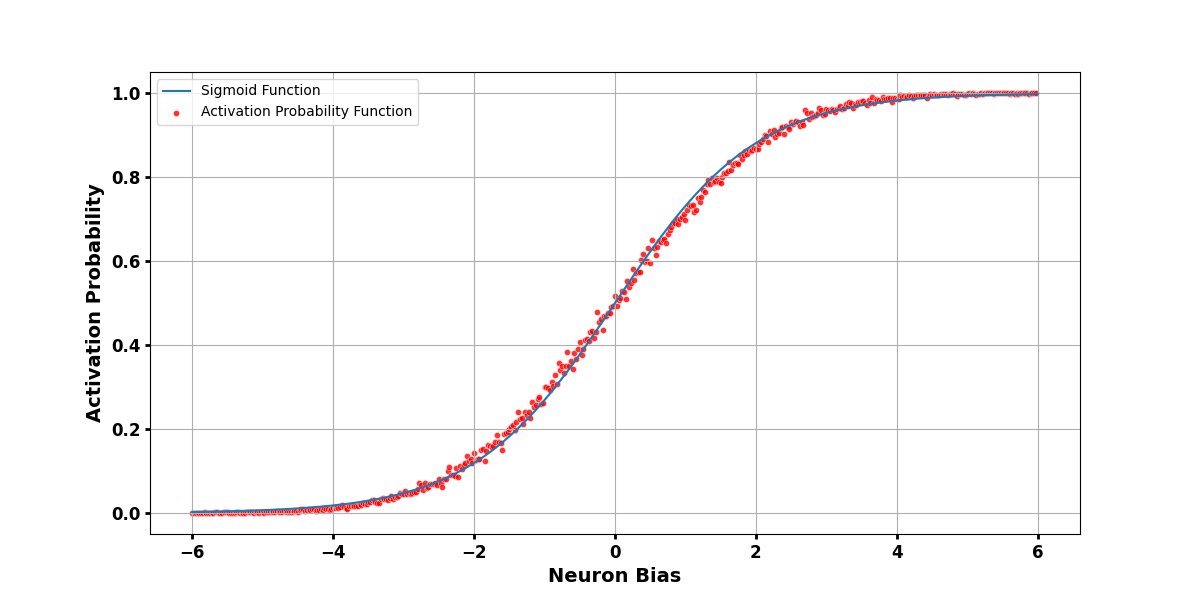 Sigmoid Function
Activation Probability Function
Activation Probability
1.0
0.8
0.6
0.4
0.2
0.0
−6 −4 −2 0 2 4 6
Neuron Bias